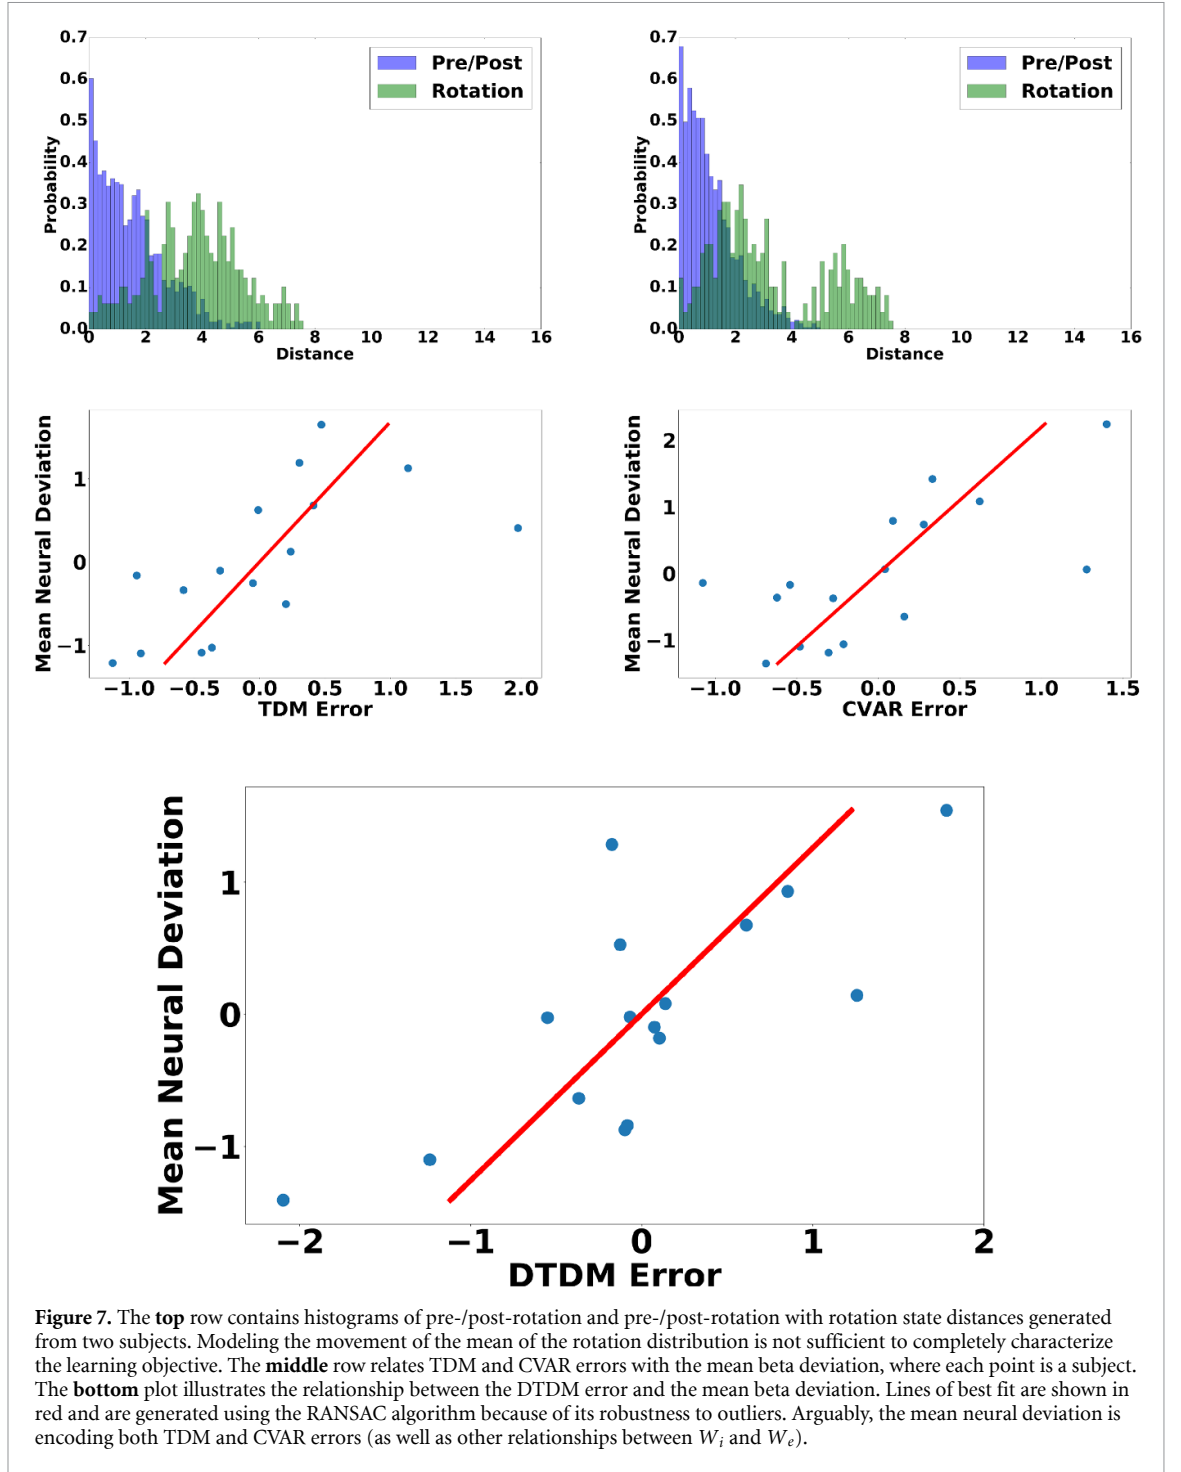 0.7
0.6
0.5
0.4
0.3
0.2
0.1
0.0
Probability
0 2 4 6 8 10 12 14 16
Distance
Pre/Post
Rotation
0.7
0.6
0.5
0.4
0.3
0.2
0.1
0.0
Probability
0 2 4 6 8 10 12 14 16
Distance
Pre/Post
Rotation
Mean Neural Deviation
1
0
−1
−1.0 −0.5 0.0 0.5 1.0 1.5 2.0
TDM Error
Mean Neural Deviation
2
1
0
−1
−1.0 −0.5 0.0 0.5 1.0 1.5
CVAR Error
Mean Neural Deviation
1
0
−1
−2 −1 0 1 2
DTDM Error
Figure 7. The top row contains histograms of pre-/post-rotation and pre-/post-rotation with rotation state distances generated
from two subjects. Modeling the movement of the mean of the rotation distribution is not sufficient to completely characterize
the learning objective. The middle row relates TDM and CVAR errors with the mean beta deviation, where each point is a subject.
The bottom plot illustrates the relationship between the DTDM error and the mean beta deviation. Lines of best fit are shown in
red and are generated using the RANSAC algorithm because of its robustness to outliers. Arguably, the mean neural deviation is
encoding both TDM and CVAR errors (as well as other relationships between Wi and We).